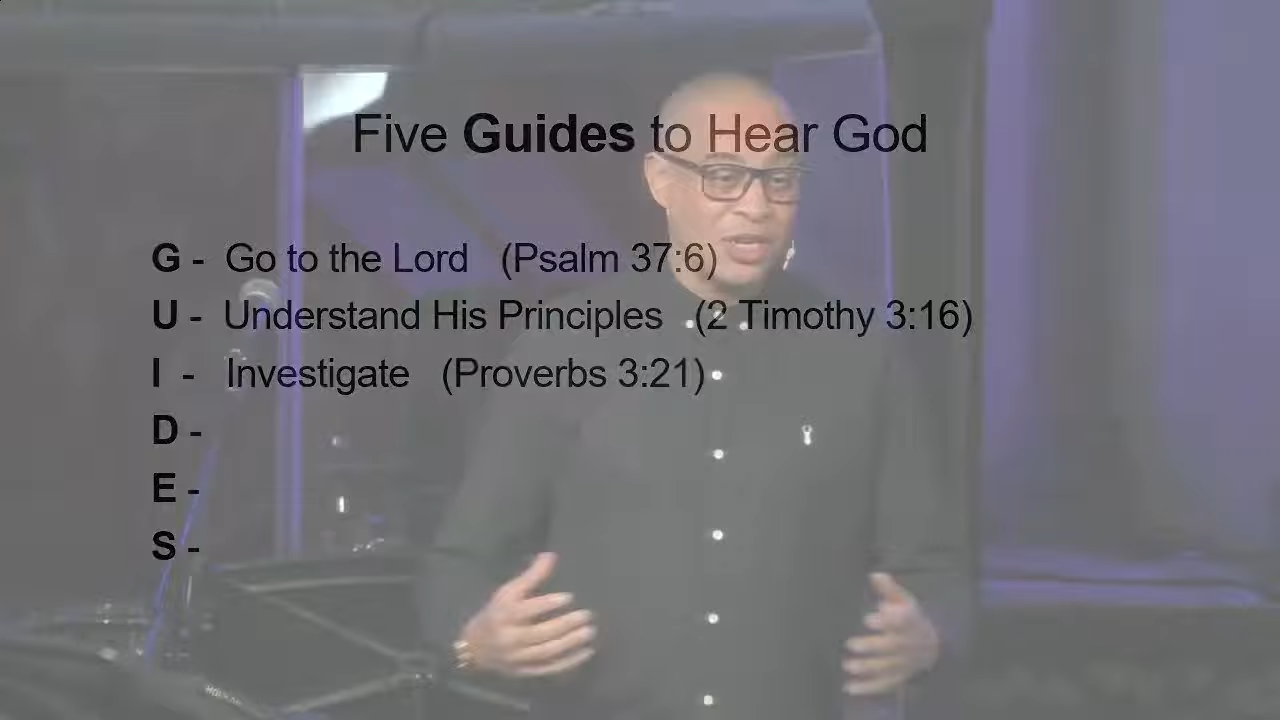 Five Guides to Hear God
G - Go to the Lord (Psalm 37:6)
U - Understand His Principles (2 Timothy 3:16)
I - Investigate (Proverbs 3:21)
D -
E -
S -